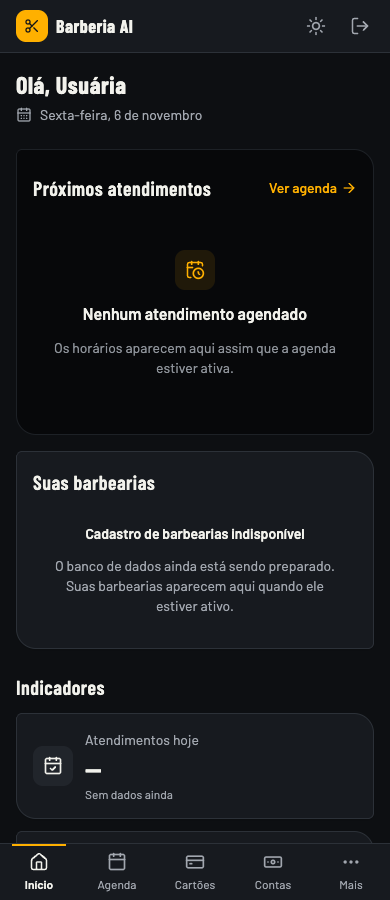 Barberia AI
Olá, Usuária
Sexta-feira, 6 de novembro
Próximos atendimentos
Ver agenda
Nenhum atendimento agendado
Os horários aparecem aqui assim que a agenda
estiver ativa.
Suas barbearias
Cadastro de barbearias indisponível
O banco de dados ainda está sendo preparado.
Suas barbearias aparecem aqui quando ele
estiver ativo.
Indicadores
Atendimentos hoje
—
Sem dados ainda
Início
Agenda
Cartões
Contas
Mais